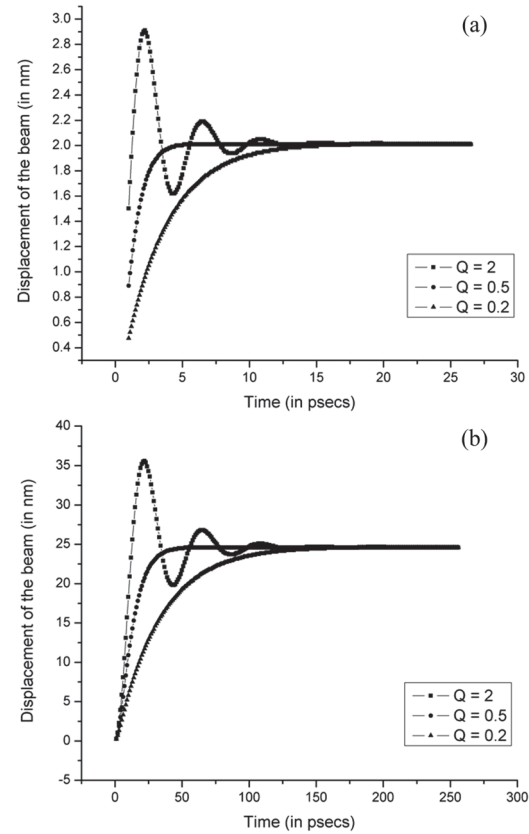 (a)
Displacement of the beam (in nm)
3.0
2.8
2.6
2.4
2.2
2.0
1.8
1.6
1.4
1.2
1.0
0.8
0.6
0.4
Q = 2
Q = 0.5
Q = 0.2
0 5 10 15 20 25 30
Time (in psecs)
(b)
Displacement of the beam (in nm)
40
35
30
25
20
15
10
5
0
-5
Q = 2
Q = 0.5
Q = 0.2
0 50 100 150 200 250 300
Time (in psecs)